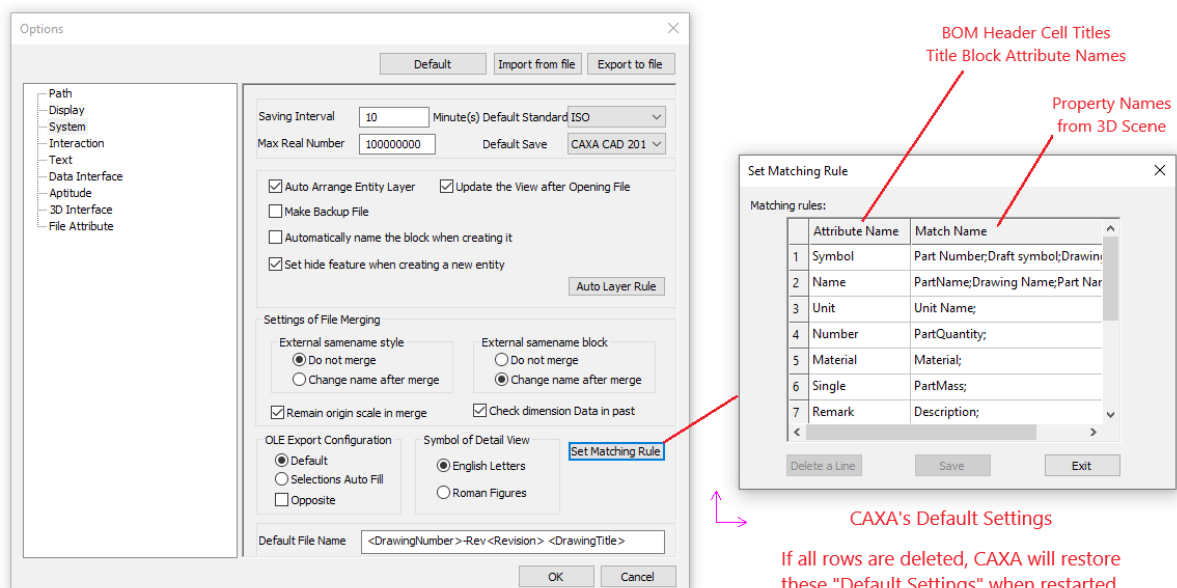 Options
Default
Import from file
Export to file
Path
Display
System
Interaction
Text
Data Interface
Aptitude
3D Interface
File Attribute
Saving Interval 10 Minute(s) Default Standard ISO
Max Real Number 100000000 Default Save CAXA CAD 201
Auto Arrange Entity Layer Update the View after Opening File
Make Backup File
Automatically name the block when creating it
Set hide feature when creating a new entity
Auto Layer Rule
Settings of File Merging
External samename style External samename block
Do not merge Do not merge
Change name after merge Change name after merge
Remain origin scale in merge Check dimension Data in past
OLE Export Configuration Symbol of Detail View Set Matching Rule
Default English Letters
Selections Auto Fill
Roman Figures
Opposite
Default File Name <DrawingNumber>-Rev<Revision> <DrawingTitle>
OK Cancel
BOM Header Cell Titles
Title Block Attribute Names
Property Names
from 3D Scene
Set Matching Rule
Matching rules:
Attribute Name Match Name
1 Symbol Part Number;Draft symbol;Drawing
2 Name PartName;Drawing Name;Part Nar
3 Unit Unit Name;
4 Number PartQuantity;
5 Material Material;
6 Single PartMass;
7 Remark Description;
Delete a Line Save Exit
CAXA's Default Settings
If all rows are deleted, CAXA will restore
these "Default Settings" when restarted